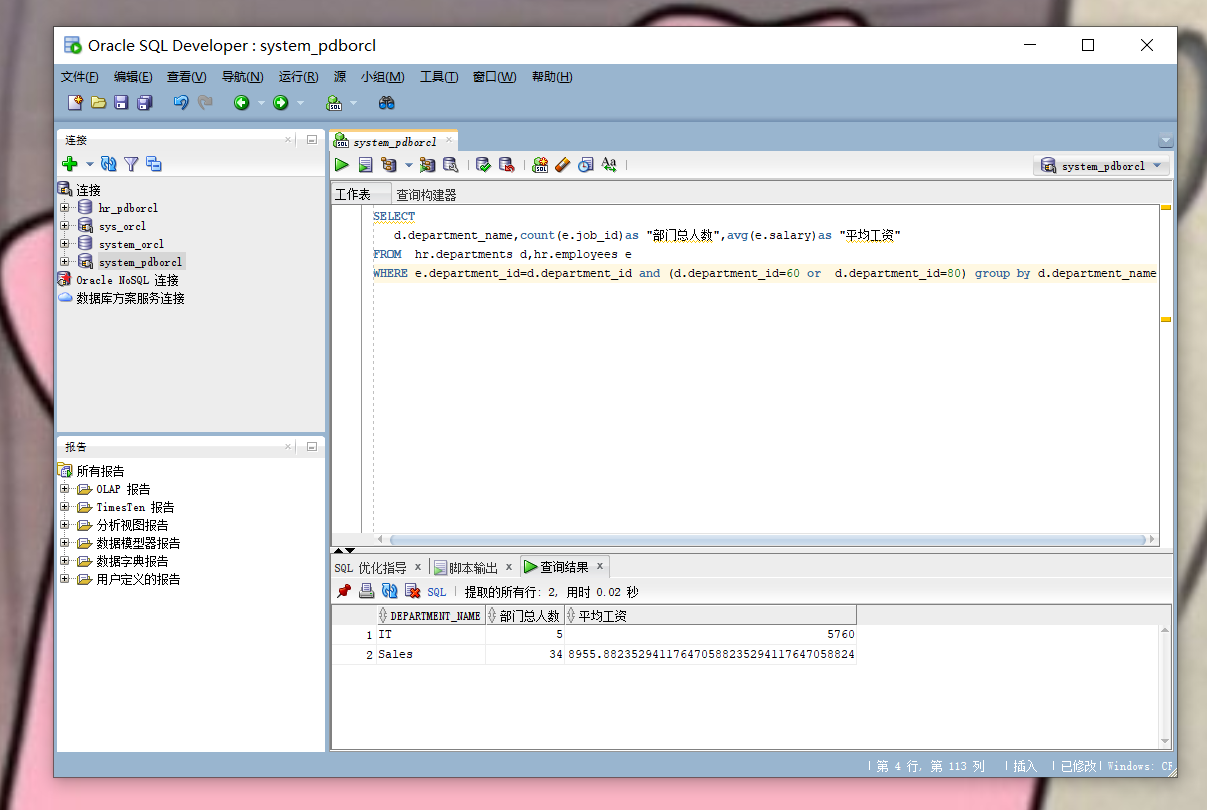 Oracle SQL Developer : system_pdborcl
文件(F) 编辑(E) 查看(V) 导航(N) 运行(R) 源 小组(M) 工具(T) 窗口(W) 帮助(H)
连接
连接
hr_pdborcl
sys_orcl
system_orcl
system_pdborcl
Oracle NoSQL 连接
数据库方案服务连接
报告
所有报告
OLAP 报告
TimesTen 报告
分析视图报告
数据模型器报告
数据字典报告
用户定义的报告
system_pdborcl
Aa
system_pdborcl
工作表 查询构建器
SELECT
d.department_name,count(e.job_id)as "部门总人数",avg(e.salary)as "平均工资"
FROM hr.departments d,hr.employees e
WHERE e.department_id=d.department_id and (d.department_id=60 or d.department_id=80) group by d.department_name
SQL 优化指导 脚本输出 查询结果
SQL 提取的所有行: 2, 用时 0.02 秒
DEPARTMENT_NAME 部门总人数 平均工资
1 IT 5 5760
2 Sales 34 8955.88235294117647058823529411764705882​4
第 4 行, 第 113 列 插入 已修改 Windows: CF